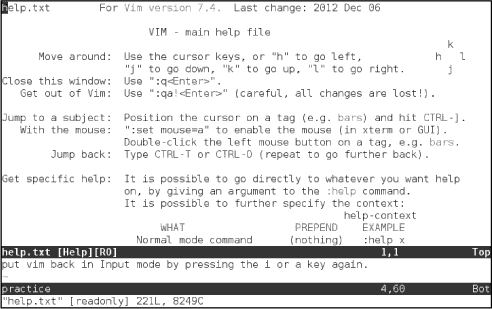 help.txt For Vim version 7.4. Last change: 2012 Dec 06
VIM - main help file
k
Move around: Use the cursor keys, or "h" to go left, h l
"j" to go down, "k" to go up, "l" to go right. j
Close this window: Use ":q<Enter>".
Get out of Vim: Use ":qa!<Enter>" (careful, all changes are lost!).
Jump to a subject: Position the cursor on a tag (e.g. bars) and hit CTRL-].
With the mouse: ":set mouse=a" to enable the mouse (in xterm or GUI).
Double-click the left mouse button on a tag, e.g. bars.
Jump back: Type CTRL-T or CTRL-O (repeat to go further back).
Get specific help: It is possible to go directly to whatever you want help
on, by giving an argument to the :help command.
It is possible to further specify the context:
help-context
WHAT PREPEND EXAMPLE
Normal mode command (nothing) :help x
help.txt [Help][RO] 1,1 Top
put vim back in Input mode by pressing the i or a key again.
~
practice 4,60 Bot
"help.txt" [readonly] 221L, 8249C